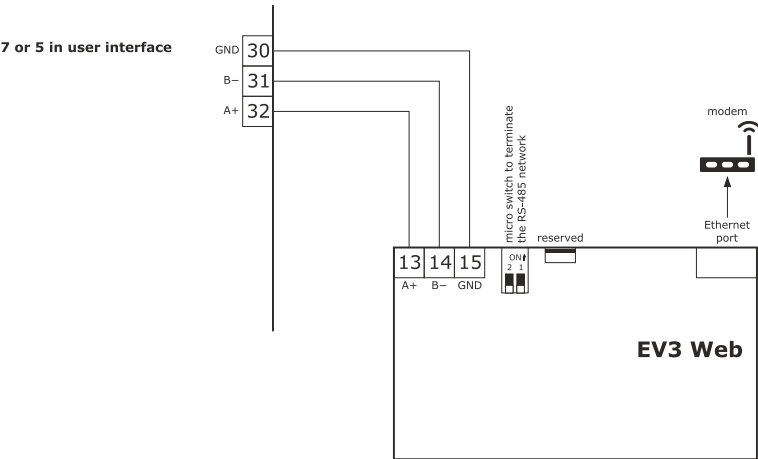 7 or 5 in user interface
GND 30
B− 31
A+ 32
micro switch to terminate
the RS-485 network
modem
Ethernet
port
reserved
13 14 15
A+ B− GND
ON
2 1
EV3 Web